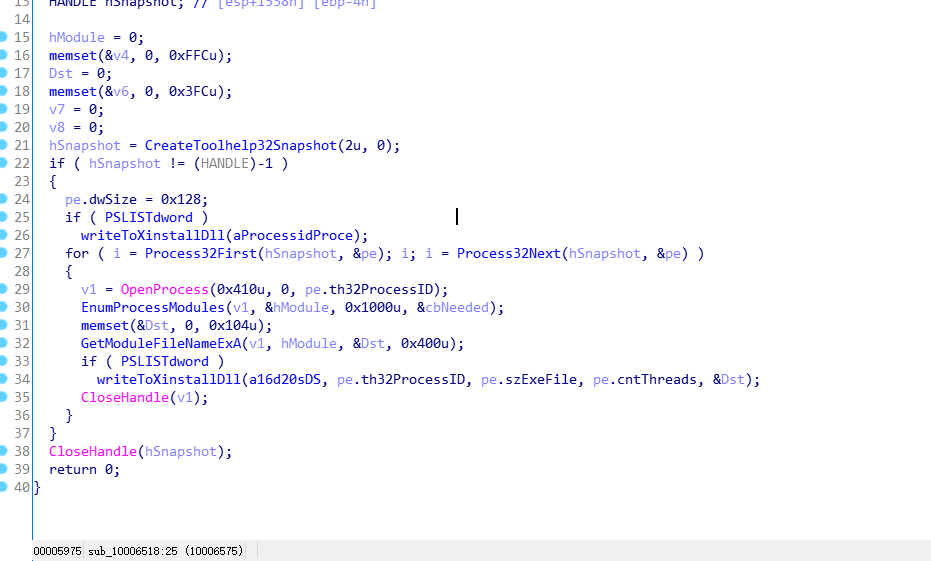 13 HANDLE hSnapshot; // [esp+1538h] [ebp-4h]
14
15 hModule = 0;
16 memset(&v4, 0, 0xFFCu);
17 Dst = 0;
18 memset(&v6, 0, 0x3FCu);
19 v7 = 0;
20 v8 = 0;
21 hSnapshot = CreateToolhelp32Snapshot(2u, 0);
22 if ( hSnapshot != (HANDLE)-1 )
23 {
24 pe.dwSize = 0x128;
25 if ( PSLISTdword )
26 writeToXinstallDll(aProcessidProce);
27 for ( i = Process32First(hSnapshot, &pe); i; i = Process32Next(hSnapshot, &pe) )
28 {
29 v1 = OpenProcess(0x410u, 0, pe.th32ProcessID);
30 EnumProcessModules(v1, &hModule, 0x1000u, &cbNeeded);
31 memset(&Dst, 0, 0x104u);
32 GetModuleFileNameExA(v1, hModule, &Dst, 0x400u);
33 if ( PSLISTdword )
34 writeToXinstallDll(a16d20sDS, pe.th32ProcessID, pe.szExeFile, pe.cntThreads, &Dst);
35 CloseHandle(v1);
36 }
37 }
38 CloseHandle(hSnapshot);
39 return 0;
40 }
00005975 sub_10006518:25 (10006575)